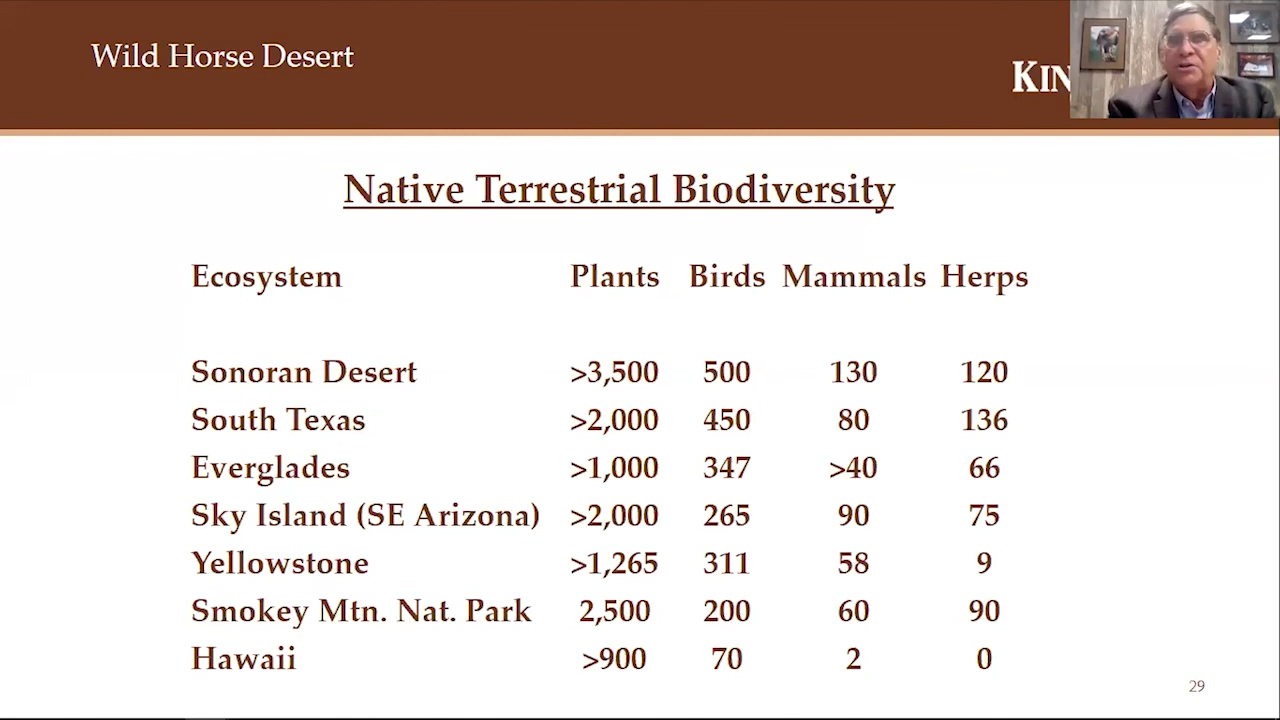 Wild Horse Desert
Native Terrestrial Biodiversity
Ecosystem Plants Birds Mammals Herps
Sonoran Desert >3,500 500 130 120
South Texas >2,000 450 80 136
Everglades >1,000 347 >40 66
Sky Island (SE Arizona) >2,000 265 90 75
Yellowstone >1,265 311 58 9
Smokey Mtn. Nat. Park 2,500 200 60 90
Hawaii >900 70 2 0
29